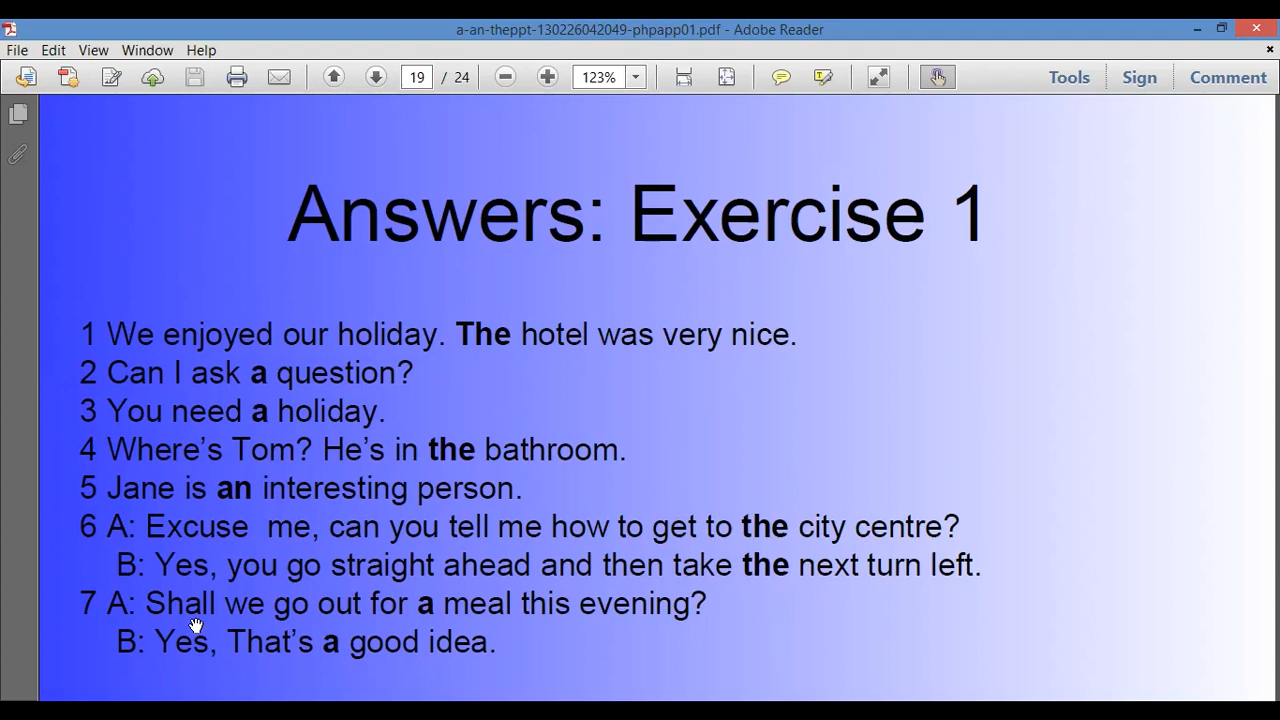 a-an-theppt-130226042049-phpapp01.pdf - Adobe Reader
File Edit View Window Help
19 / 24 123% Tools Sign Comment
Answers: Exercise 1
1 We enjoyed our holiday. The hotel was very nice.
2 Can I ask a question?
3 You need a holiday.
4 Where’s Tom? He’s in the bathroom.
5 Jane is an interesting person.
6 A: Excuse  me, can you tell me how to get to the city centre?
B: Yes, you go straight ahead and then take the next turn left.
7 A: Shall we go out for a meal this evening?
B: Yes, That’s a good idea.